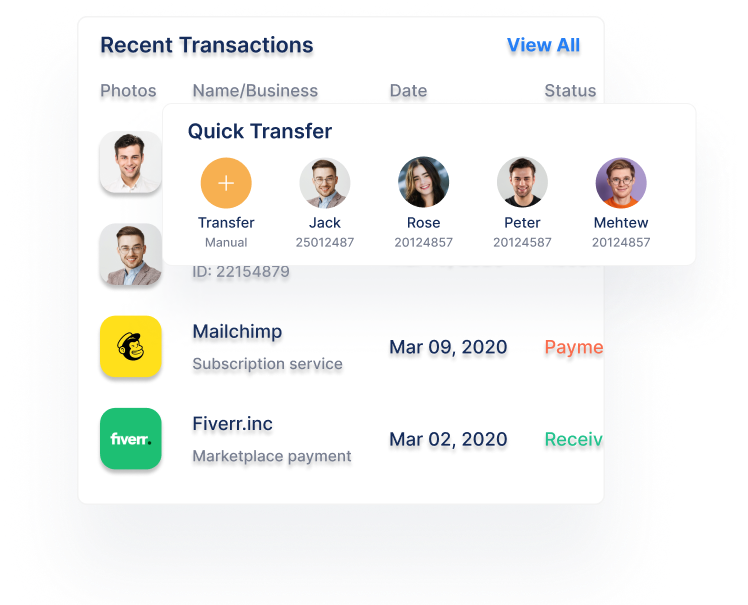 Recent Transactions
View All
Photos
Name/Business
Date
Status
Quick Transfer
Transfer
Manual
Jack
25012487
Rose
20124857
Peter
20124587
Mehtew
20124857
ID: 22154879
Mailchimp
Subscription service
Mar 09, 2020
Payme
fiverr.
Fiverr.inc
Marketplace payment
Mar 02, 2020
Receiv